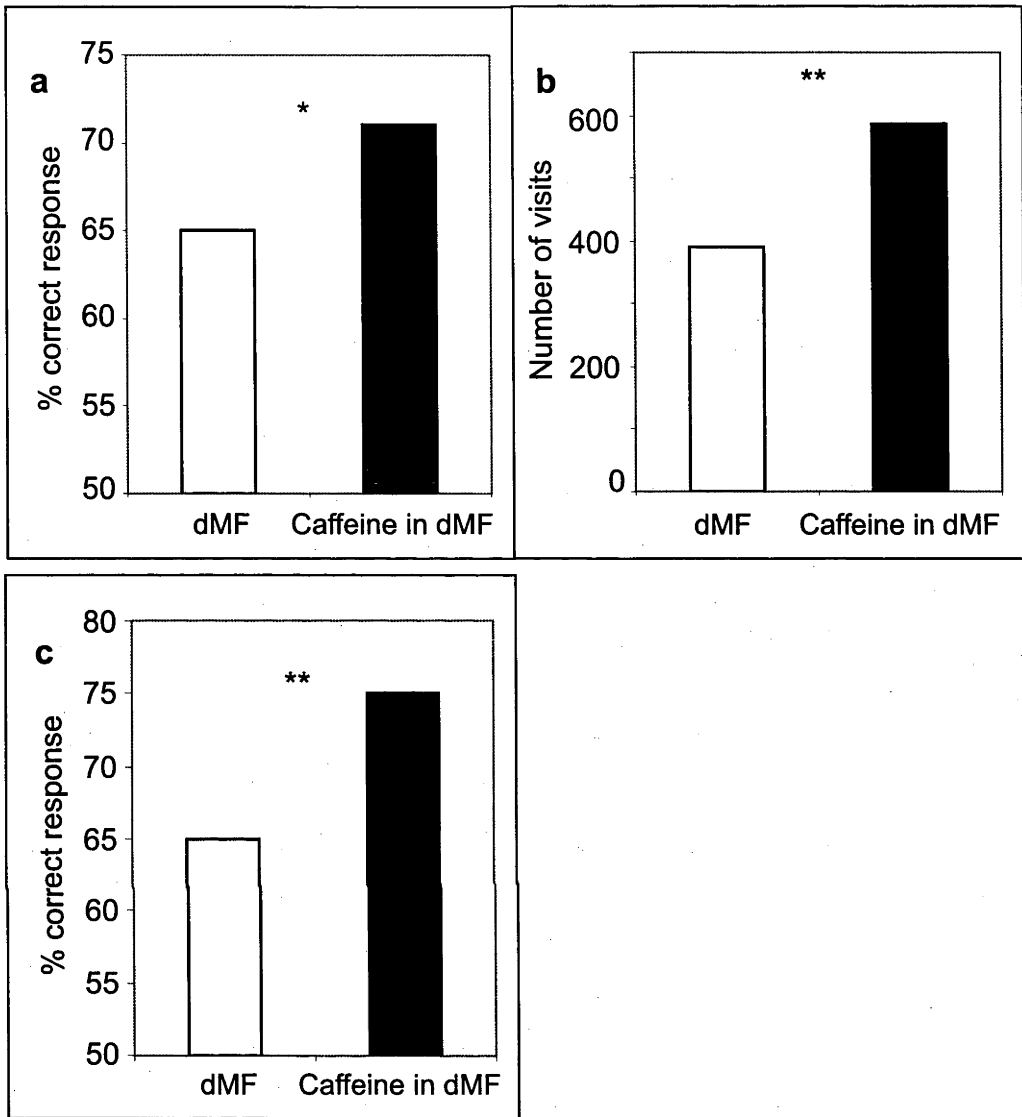 a
% correct response
75
70
65
60
55
50
*
dMF
Caffeine in dMF
b
Number of visits
600
400
200
0
**
dMF
Caffeine in dMF
c
% correct response
80
75
70
65
60
55
50
**
dMF
Caffeine in dMF